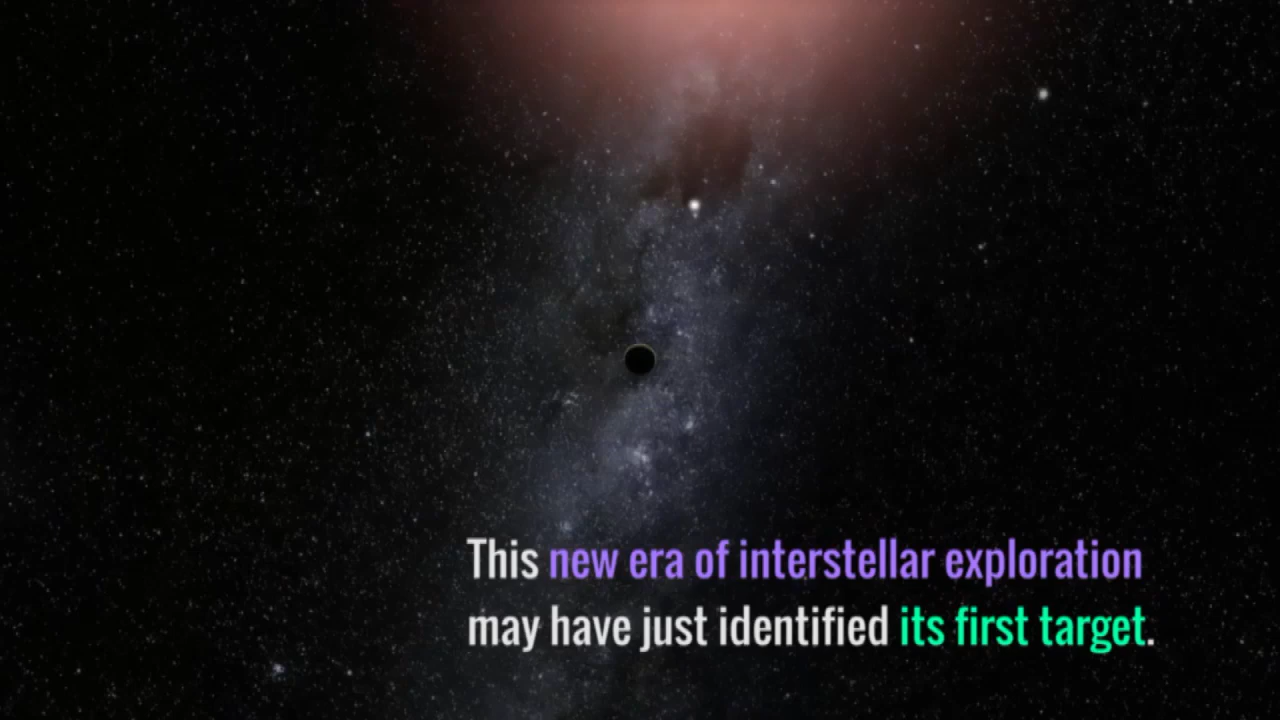 This new era of interstellar exploration
may have just identified its first target.